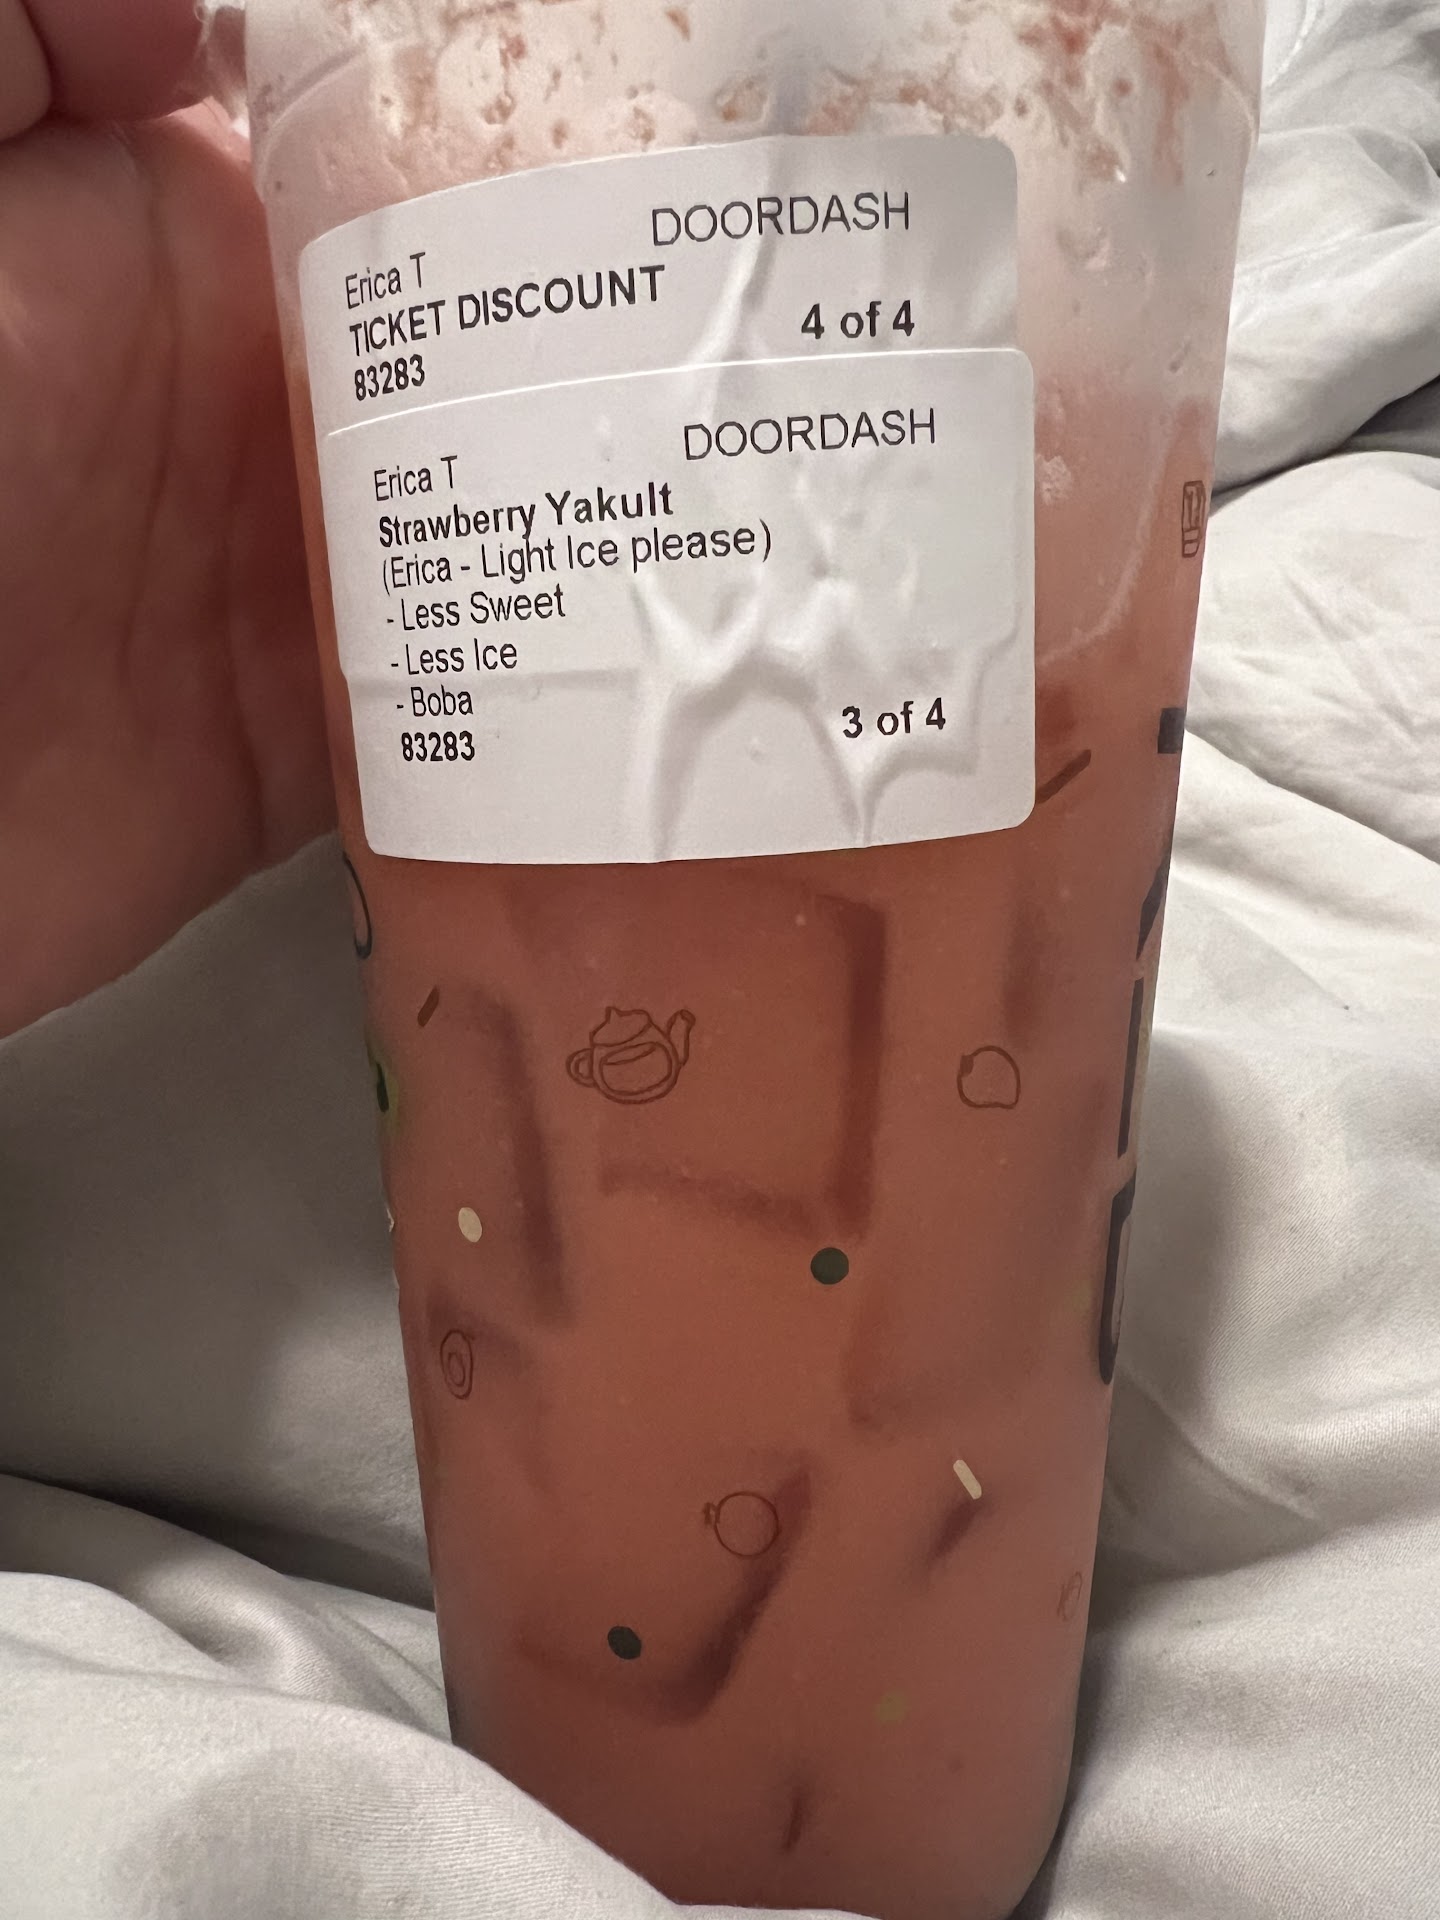 DOORDASH
Erica T
TICKET DISCOUNT
4 of 4
83283
DOORDASH
Erica T
Strawberry Yakult
(Erica - Light Ice please)
- Less Sweet
- Less Ice
- Boba
3 of 4
83283